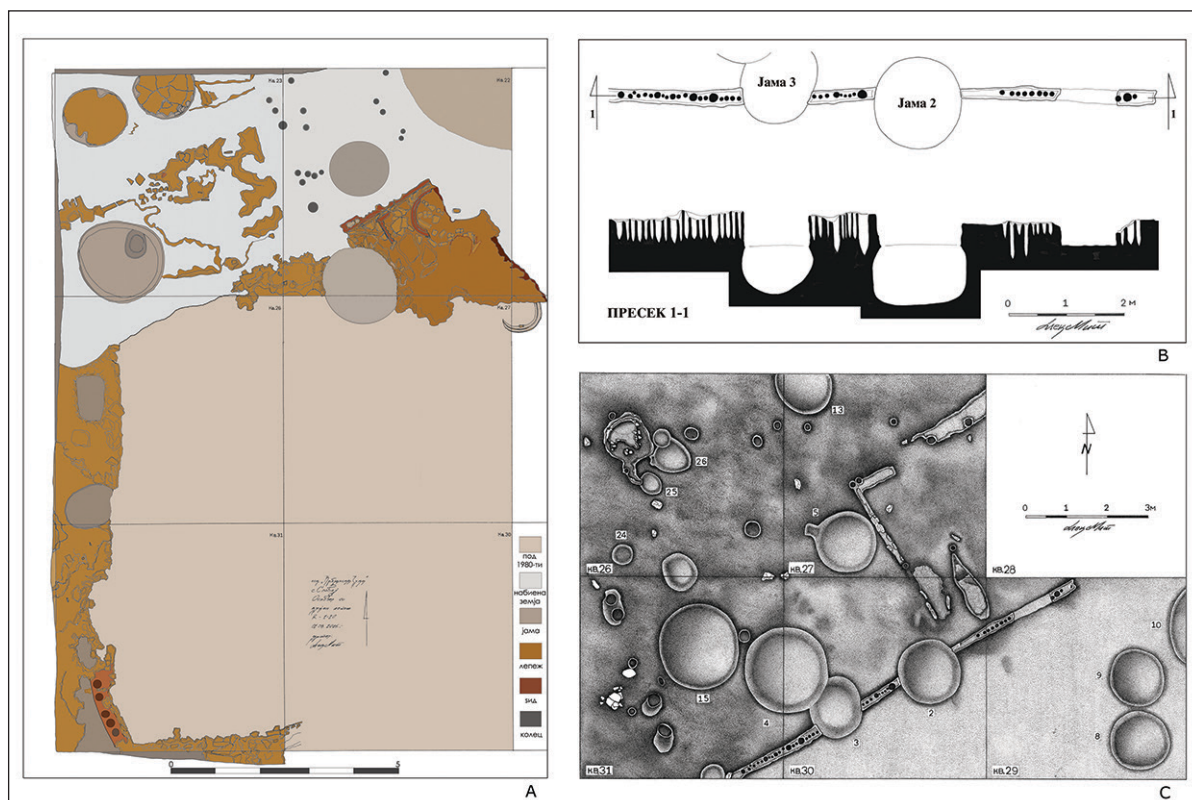 Кв.23
Кв.22
Кв.26
Кв.27
Кв.31
Кв.30
под
1980-ти
набиена
земја
јама
лепеж
ѕид
колец
0
5
A
Јама 3
Јама 2
1
1
ПРЕСЕК 1-1
0
1
2 м
B
13
26
25
5
24
N
0
1
2
3м
кв.26
кв.27
кв.28
15
4
3
2
10
9
8
кв.31
кв.30
кв.29
C